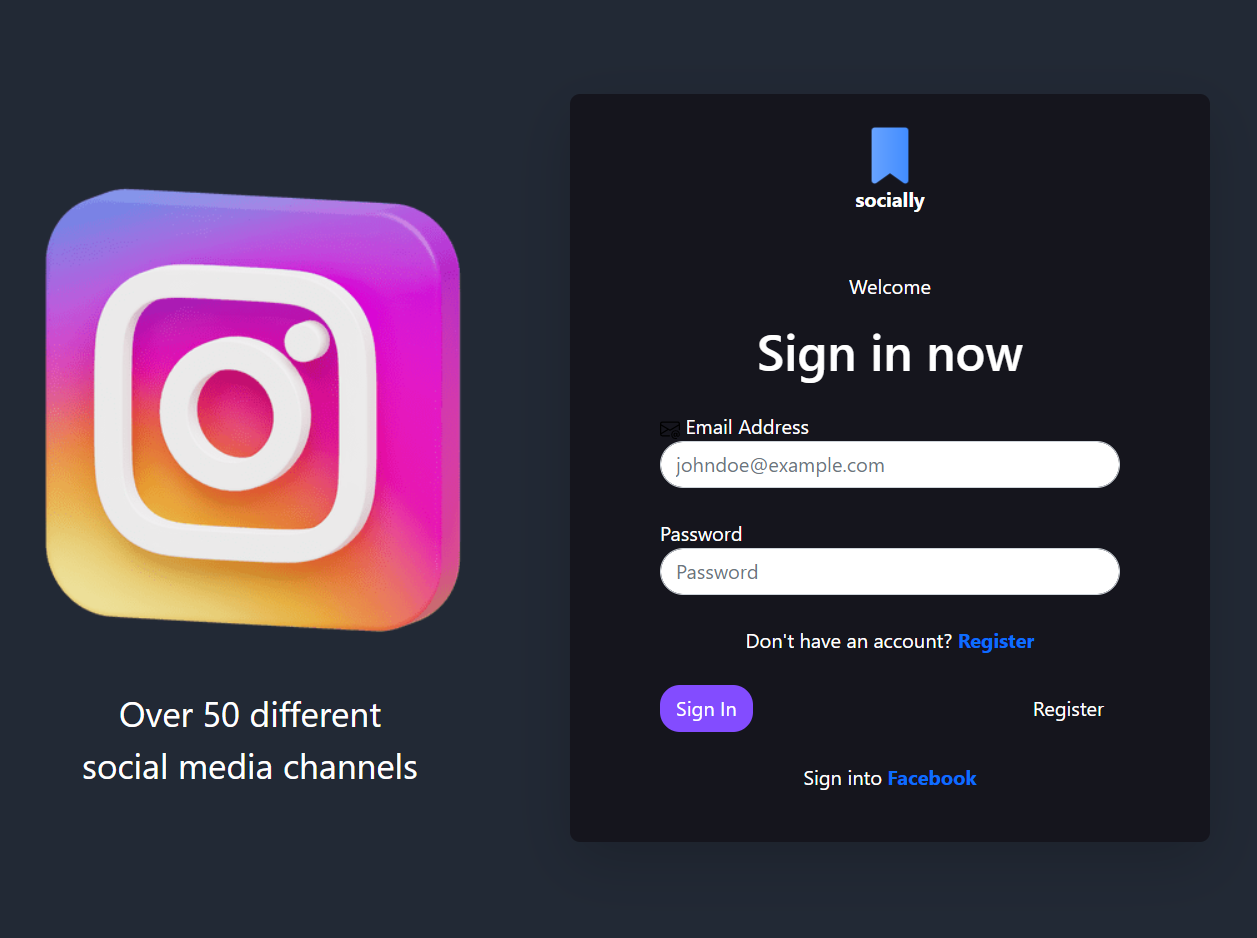 Over 50 different
social media channels
socially
Welcome
Sign in now
Email Address
johndoe@example.com
Password
Password
Don't have an account? Register
Sign In
Register
Sign into Facebook